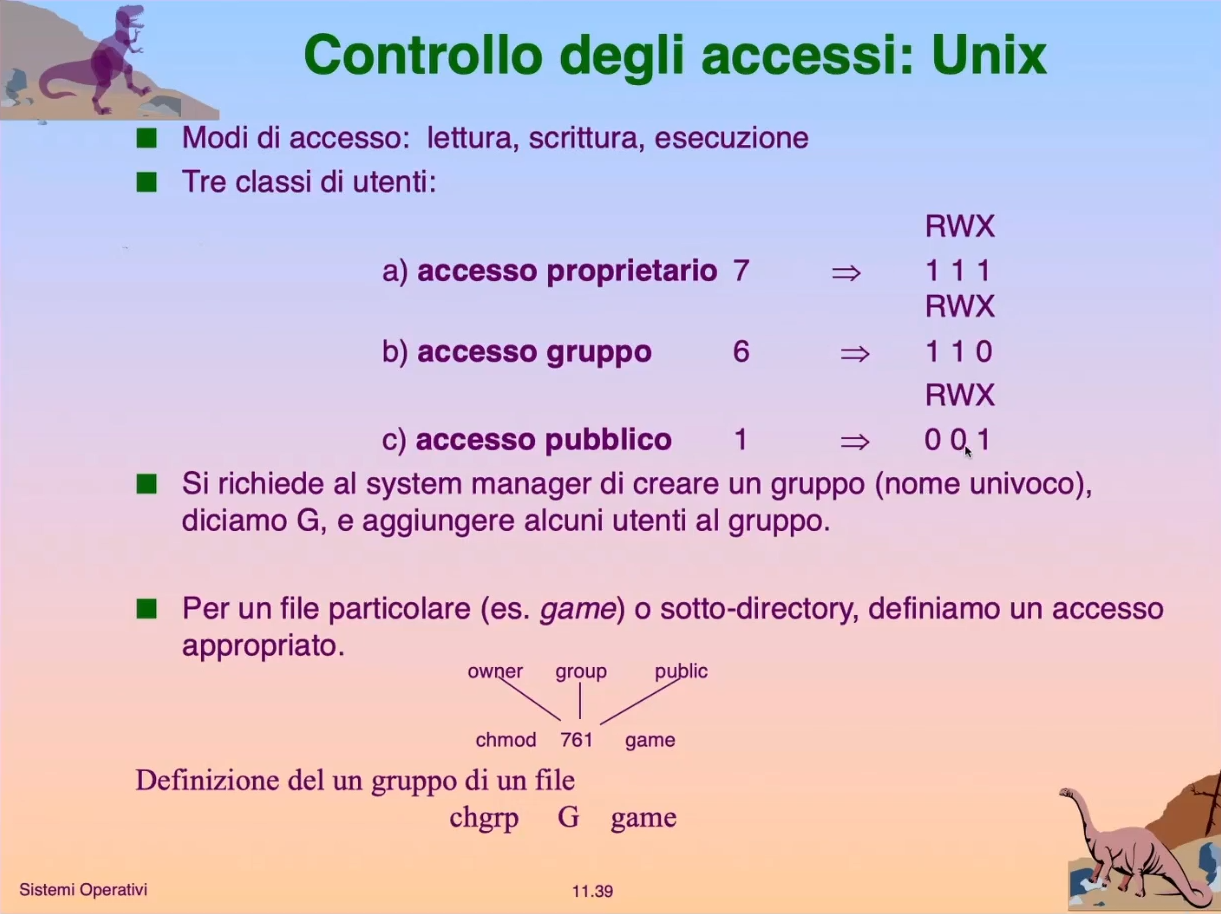 Controllo degli accessi: Unix
Modi di accesso: lettura, scrittura, esecuzione
Tre classi di utenti:
RWX
a) accesso proprietario 7 ⇒ 1 1 1
RWX
b) accesso gruppo 6 ⇒ 1 1 0
RWX
c) accesso pubblico 1 ⇒ 0 0 1
Si richiede al system manager di creare un gruppo (nome univoco),
diciamo G, e aggiungere alcuni utenti al gruppo.
Per un file particolare (es. game) o sotto-directory, definiamo un accesso
appropriato.
owner group public
chmod 761 game
Definizione del un gruppo di un file
chgrp G game
Sistemi Operativi 11.39